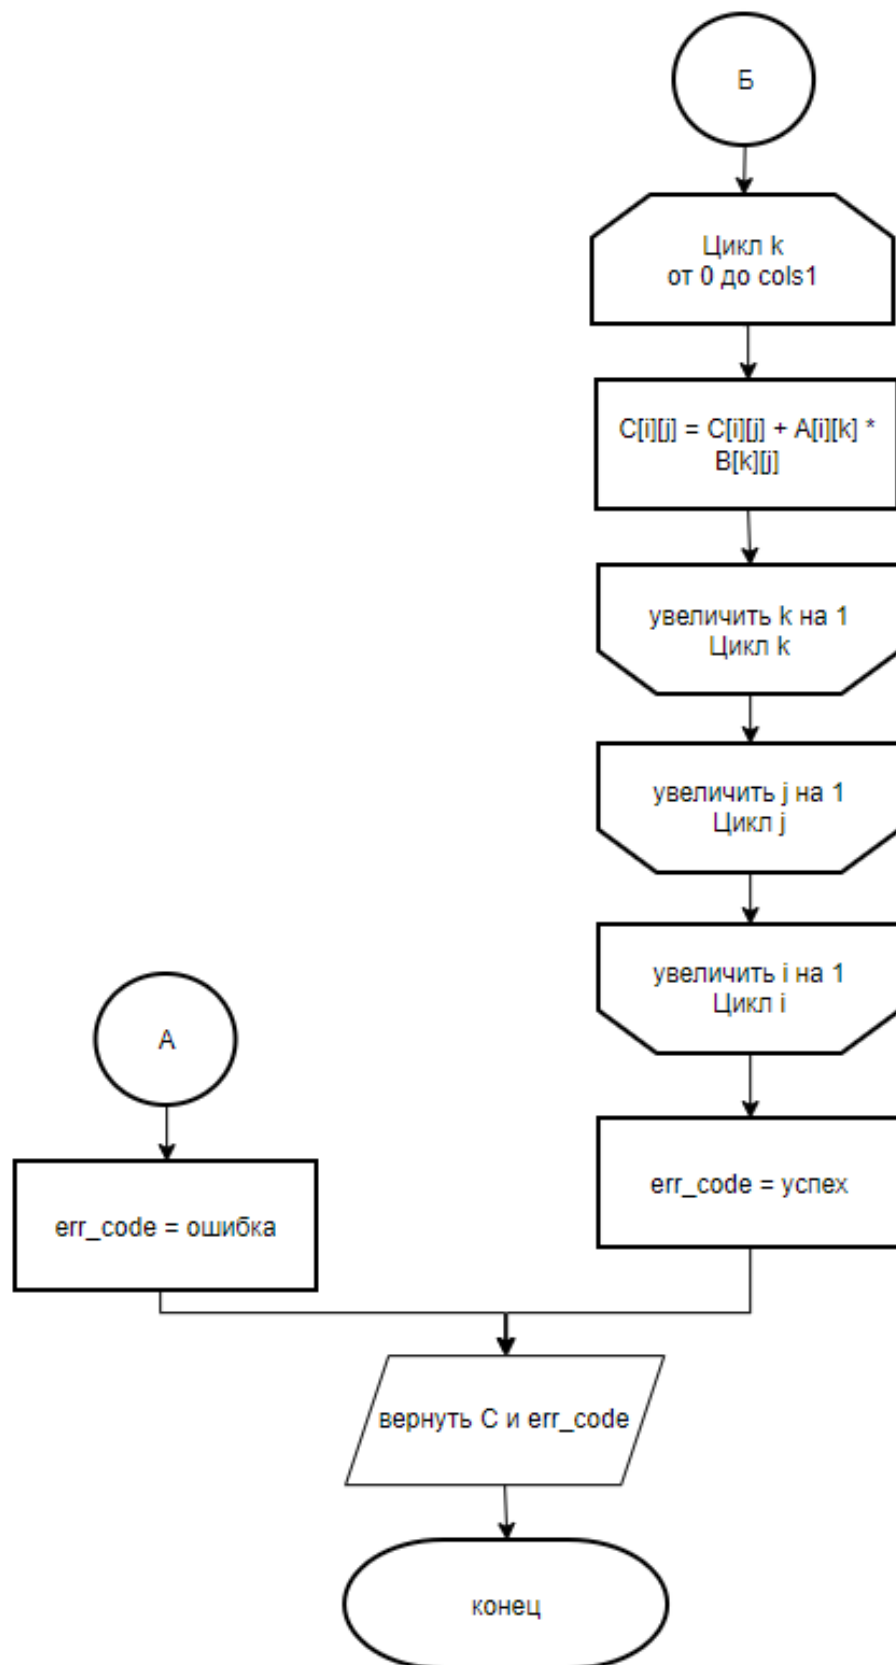 Б
Цикл k
от 0 до cols1
C[i][j] = C[i][j] + A[i][k] *
B[k][j]
увеличить k на 1
Цикл k
увеличить j на 1
Цикл j
увеличить i на 1
Цикл i
А
err_code = успех
err_code = ошибка
вернуть С и err_code
конец